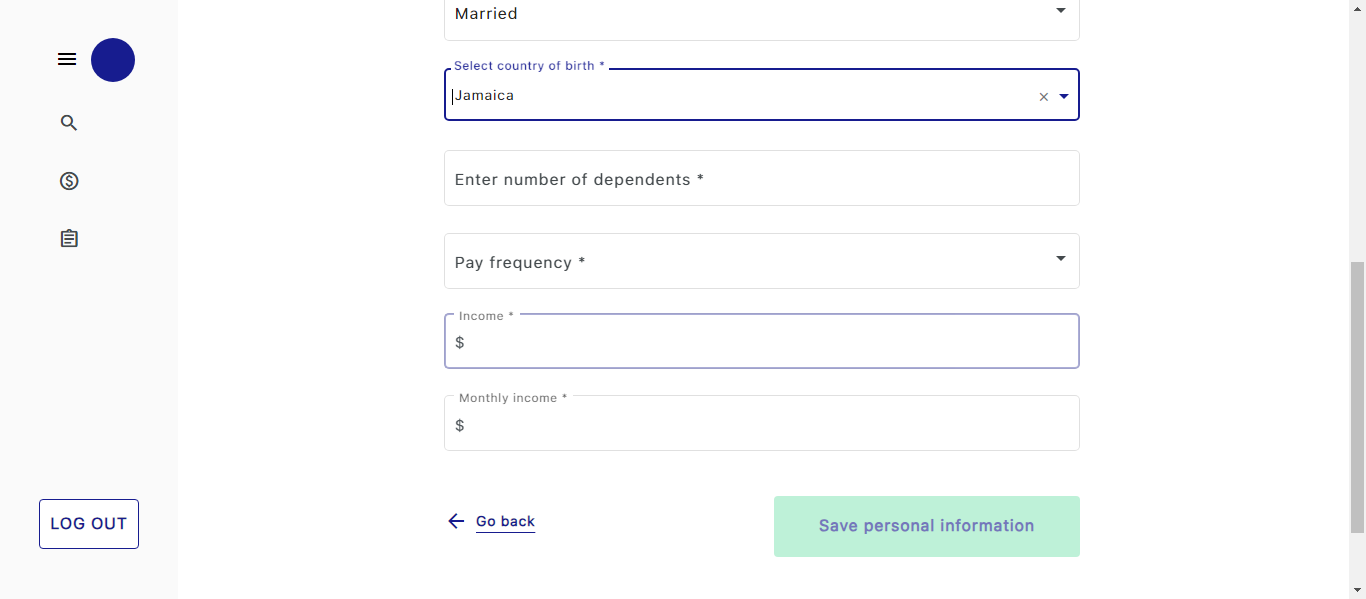 Married
Select country of birth *
Jamaica
Enter number of dependents *
Pay frequency *
Income *
$
Monthly income *
$
LOG OUT
Go back
Save personal information